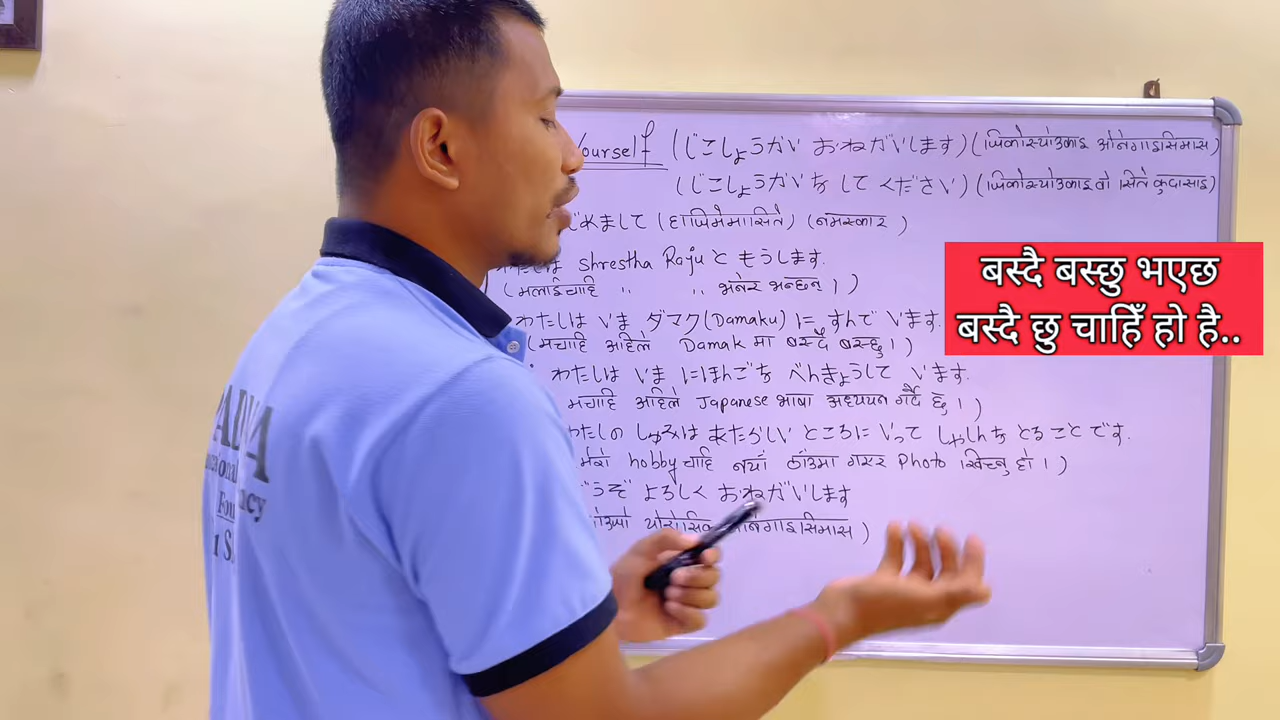 ourself (じこしょうかい おねがいします) (घिकोस्योउकाइ ओनेगाइसिमास)
(じこしょうかいを してください) (घिकोस्योउकाइ वो सिते कुदासाइ)
じめまして (हाघिमेमासिते) (नमस्कार)
わたしは Shrestha Raju と もうします.
(मलाईचाहि " " भनेर भन्छन।)
わたしは いま ダマク(Damaku) に すんで います.
(मचाहि अहिले Damak मा बस्दै बस्छु।)
わたしは いま にほんごを べんきょうして います.
मचाहि अहिले Japanese भाषा अध्ययन गर्दै छु।)
わたしの しゅみは あたらしい ところに いって しゃしんを とる ことです.
मेरो hobby चाहि नयाँ ठाँउमा गएर Photo खिच्नु हो।)
うぞ よろしく おねがいします
योरोसिकु ओनेगाइसिमास)
बस्दै बस्छु भएछ
बस्दै छु चाहिँ हो है..